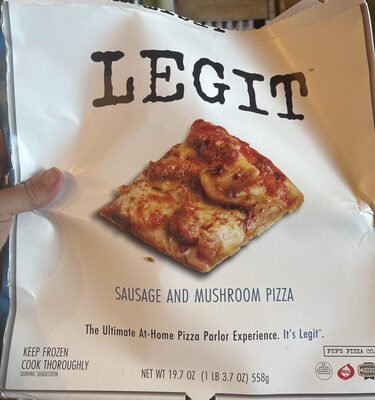 LEGIT™
SAUSAGE AND MUSHROOM PIZZA
The Ultimate At-Home Pizza Parlor Experience. It's Legit™.
KEEP FROZEN
COOK THOROUGHLY
SERVING SUGGESTION
PEP'S PIZZA CO.
NET WT 19.7 OZ (1 LB 3.7 OZ) 558g